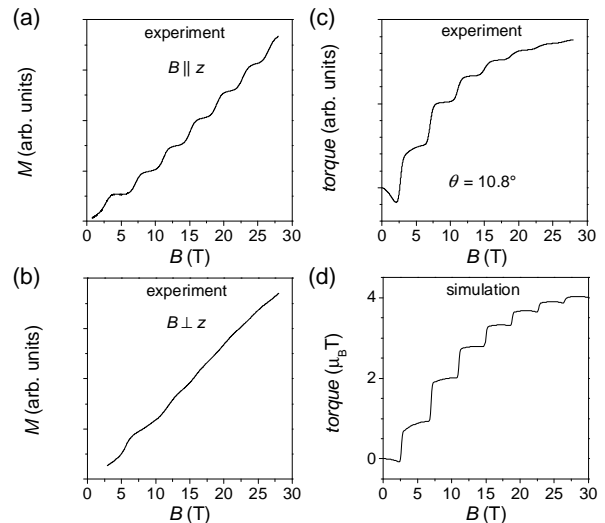 (a)
experiment
B ∥ z
M (arb. units)
0 5 10 15 20 25 30
B (T)
(c)
experiment
θ = 10.8°
torque (arb. units)
0 5 10 15 20 25 30
B (T)
(b)
experiment
B ⊥ z
M (arb. units)
0 5 10 15 20 25 30
B (T)
(d)
simulation
4
2
0
torque (μ_BT)
0 5 10 15 20 25 30
B (T)